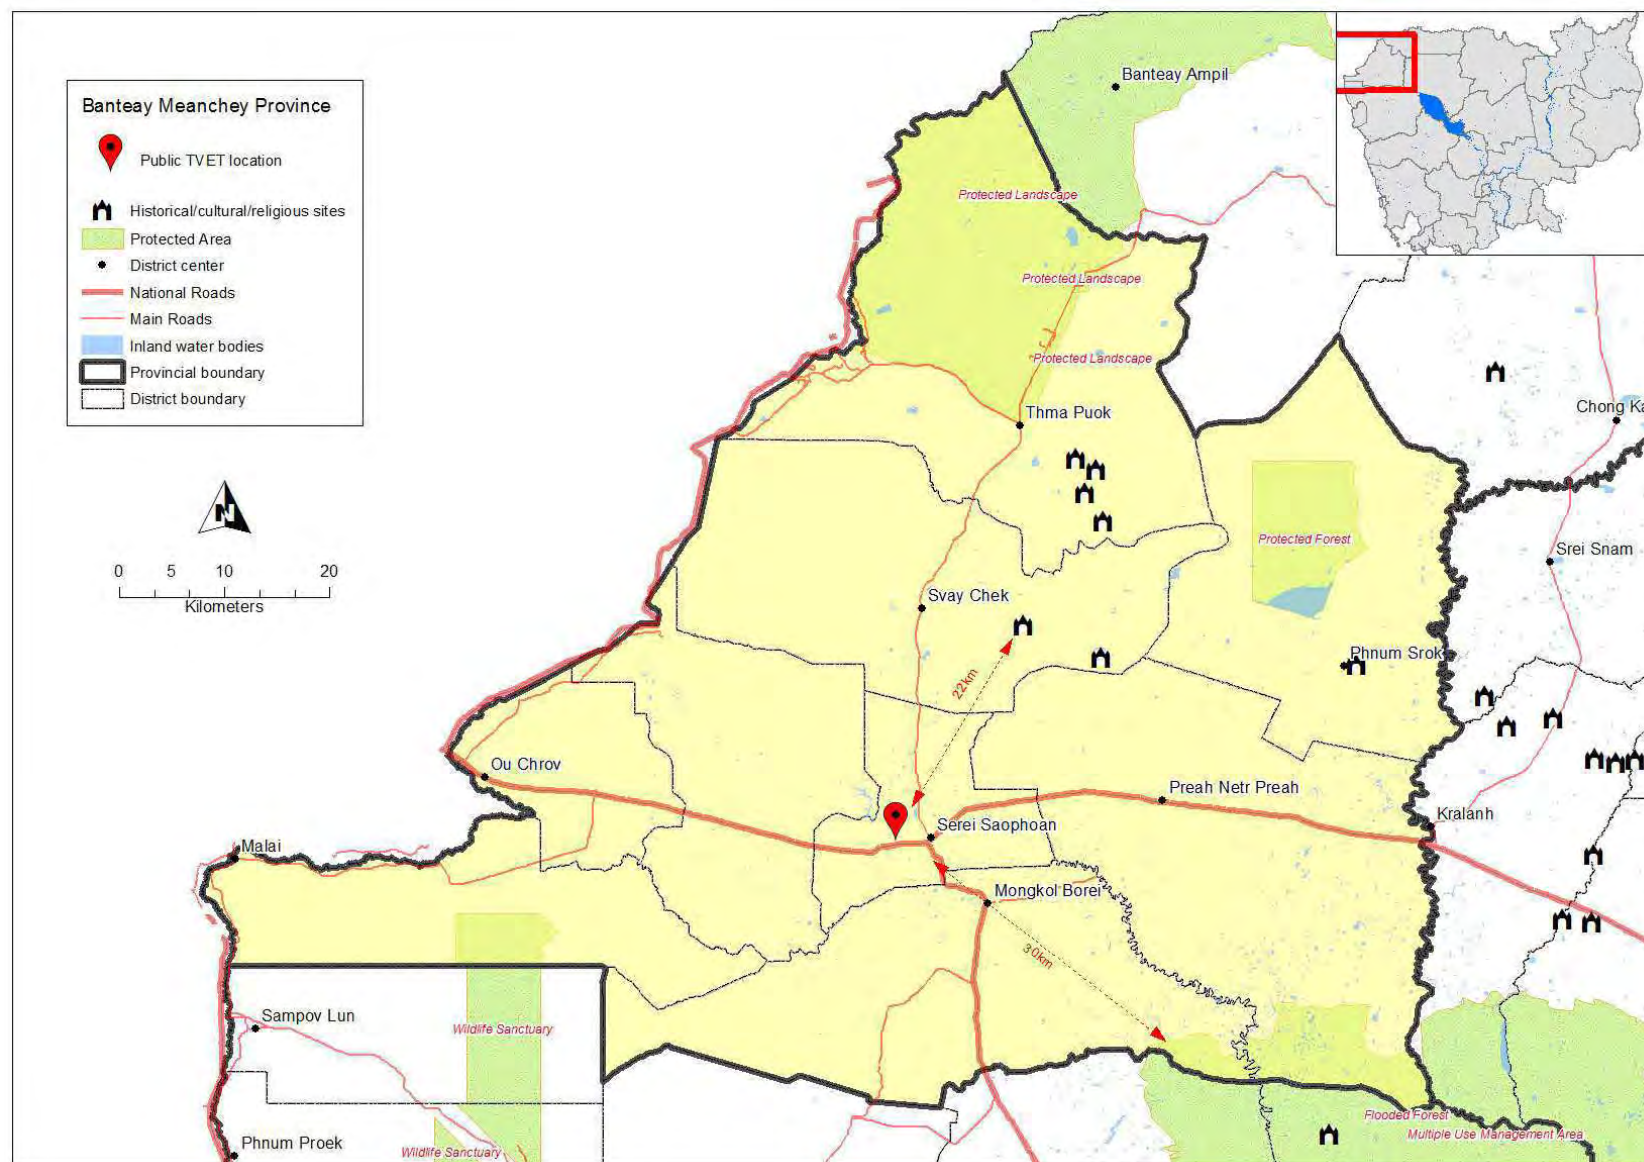 Banteay Meanchey Province
Public TVET location
Historical/cultural/religious sites
Protected Area
District center
National Roads
Main Roads
Inland water bodies
Provincial boundary
District boundary
N
0 5 10 20
Kilometers
Banteay Ampil
Protected Landscape
Protected Landscape
Protected Landscape
Thma Puok
Chong Ka
Protected Forest
Srei Snam
Svay Chek
Phnum Srok
22km
Ou Chrov
Preah Netr Preah
Kralanh
Serei Saophoan
Malai
Mongkol Borei
30km
Sampov Lun
Wildlife Sanctuary
Flooded Forest
Multiple Use Management Area
Phnum Proek
Wildlife Sanctuary